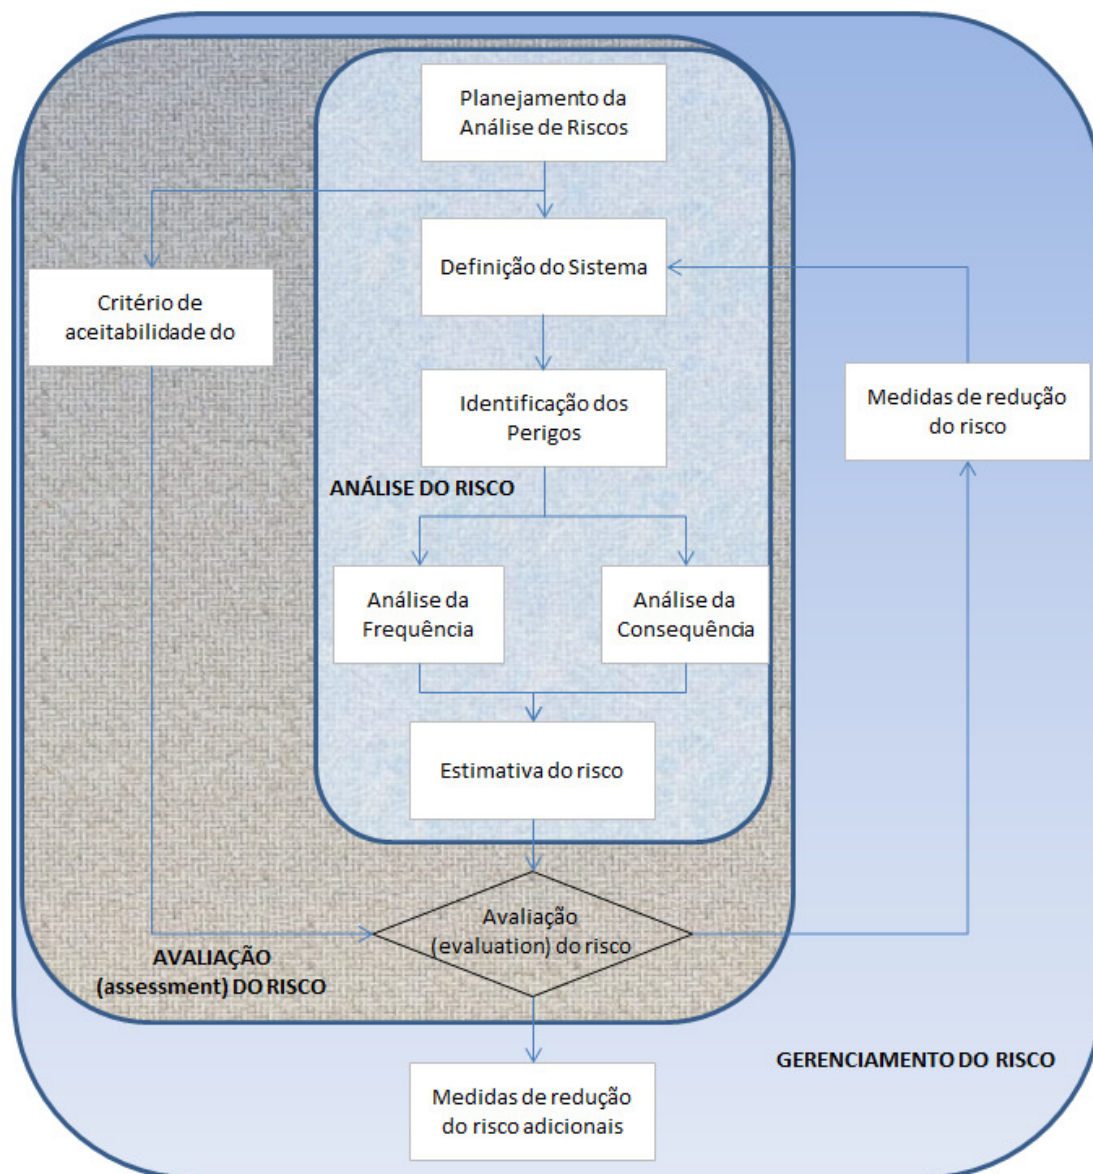 Planejamento da
Análise de Riscos
Definição do Sistema
Critério de
aceitabilidade do
Identificação dos
Perigos
Medidas de redução
do risco
ANÁLISE DO RISCO
Análise da
Frequência
Análise da
Consequência
Estimativa do risco
Avaliação
(evaluation) do risco
AVALIAÇÃO
(assessment) DO RISCO
GERENCIAMENTO DO RISCO
Medidas de redução
do risco adicionais